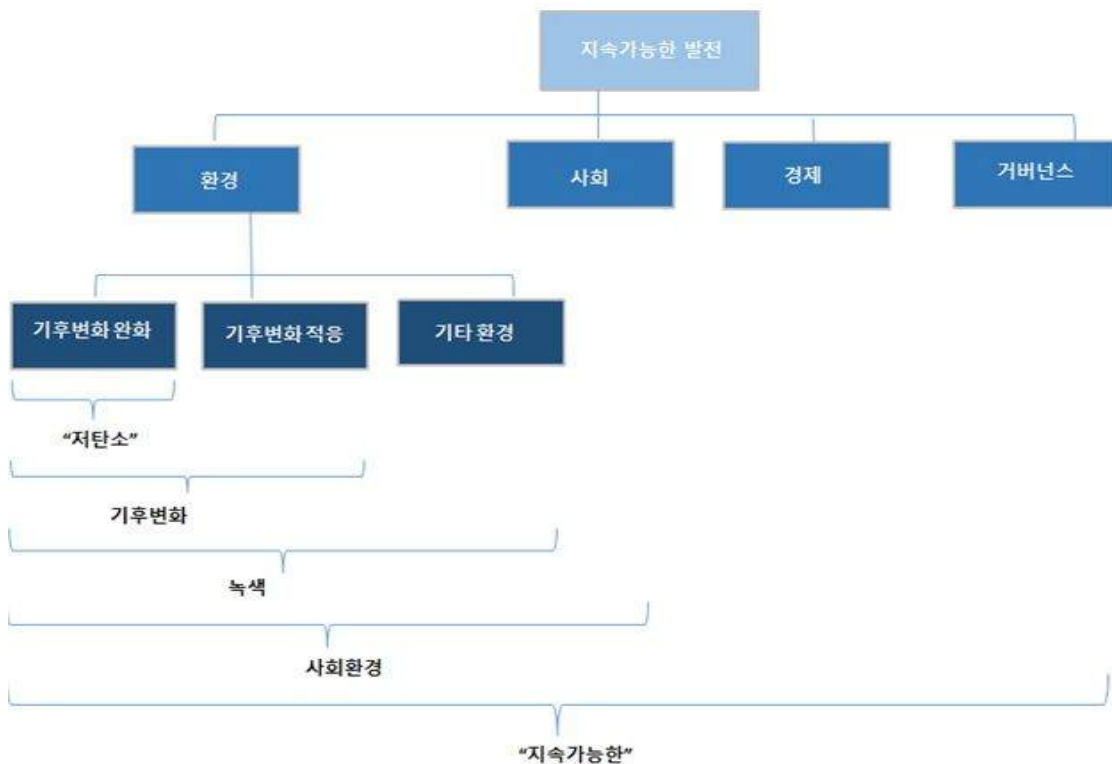 지속가능한 발전
환경
사회
경제
거버넌스
기후변화 완화
기후변화 적응
기타 환경
“저탄소”
기후변화
녹색
사회환경
“지속가능한”